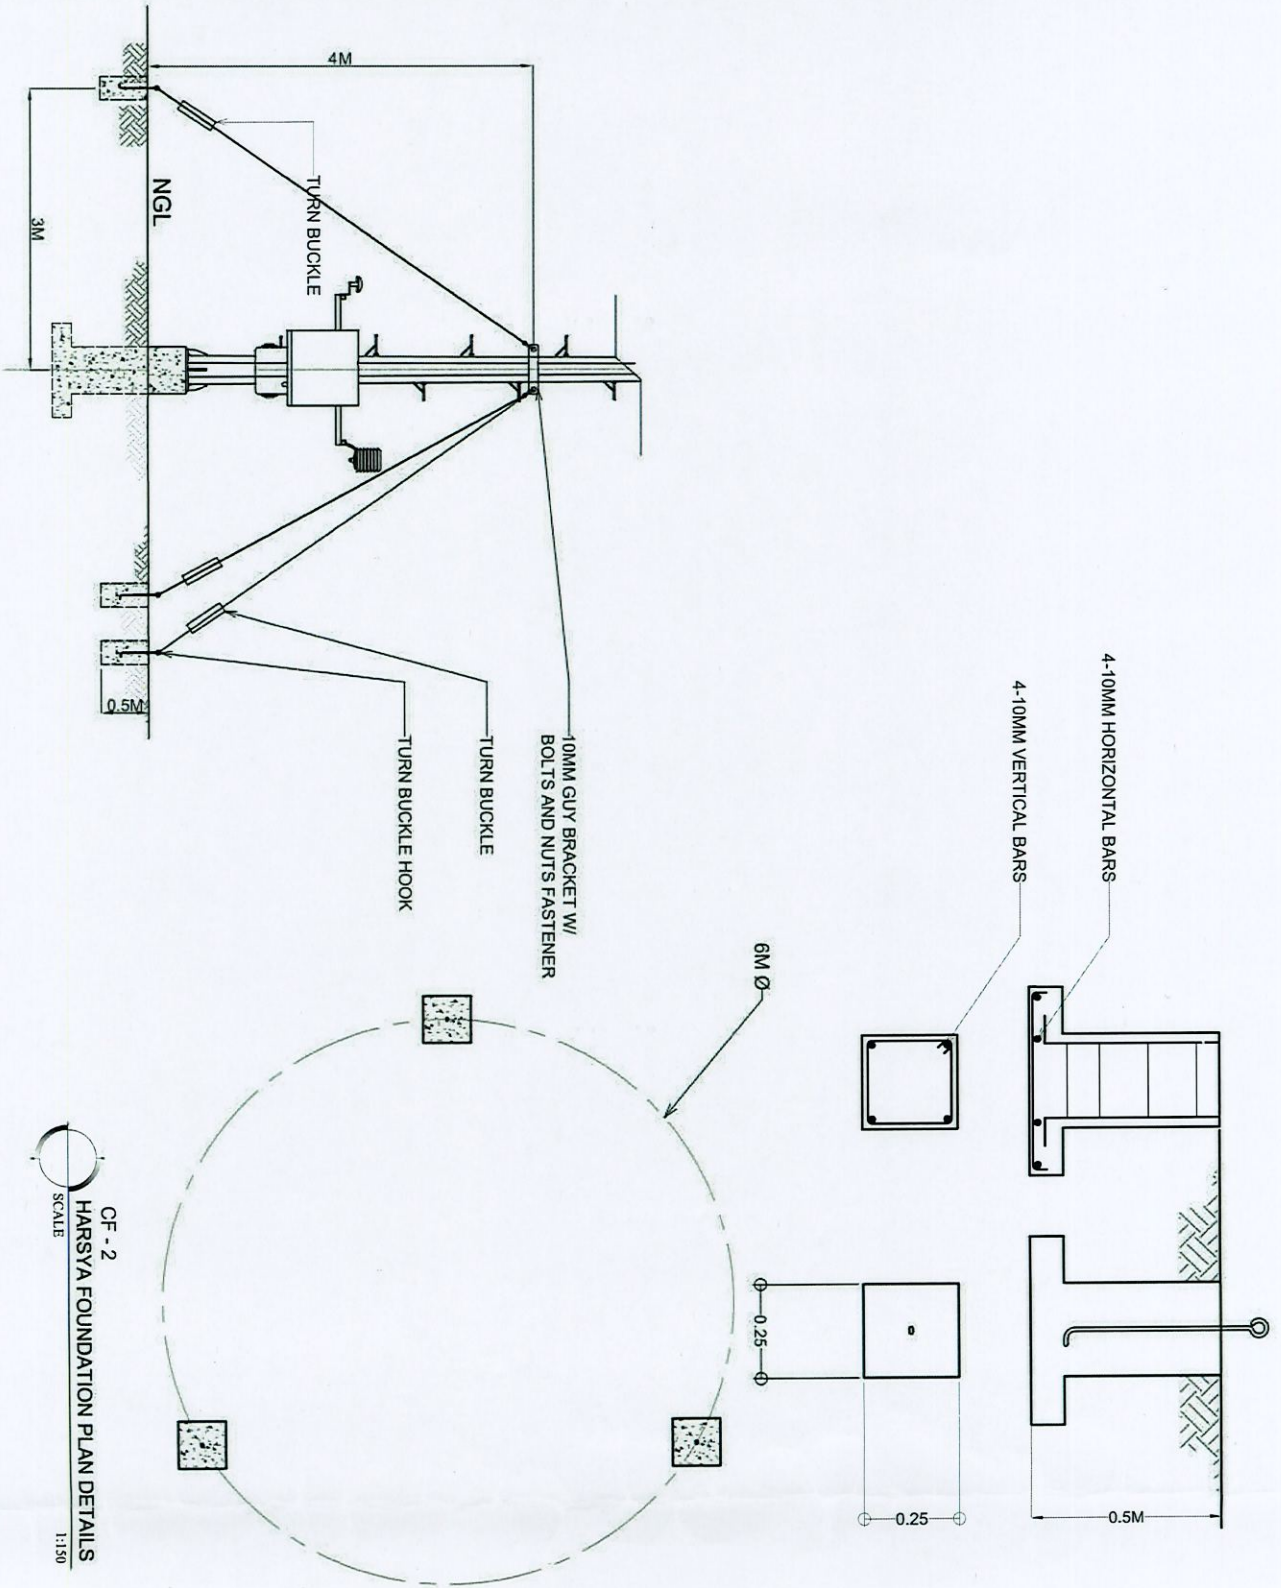 4M
TURN BUCKLE
NGL
3M
0.5M
10MM GUY BRACKET W/
BOLTS AND NUTS FASTENER
TURN BUCKLE
TURN BUCKLE HOOK
4-10MM HORIZONTAL BARS
4-10MM VERTICAL BARS
6M Ø
0.25
0.25
0.5M
CF - 2
HARSYA FOUNDATION PLAN DETAILS
SCALE
1:150